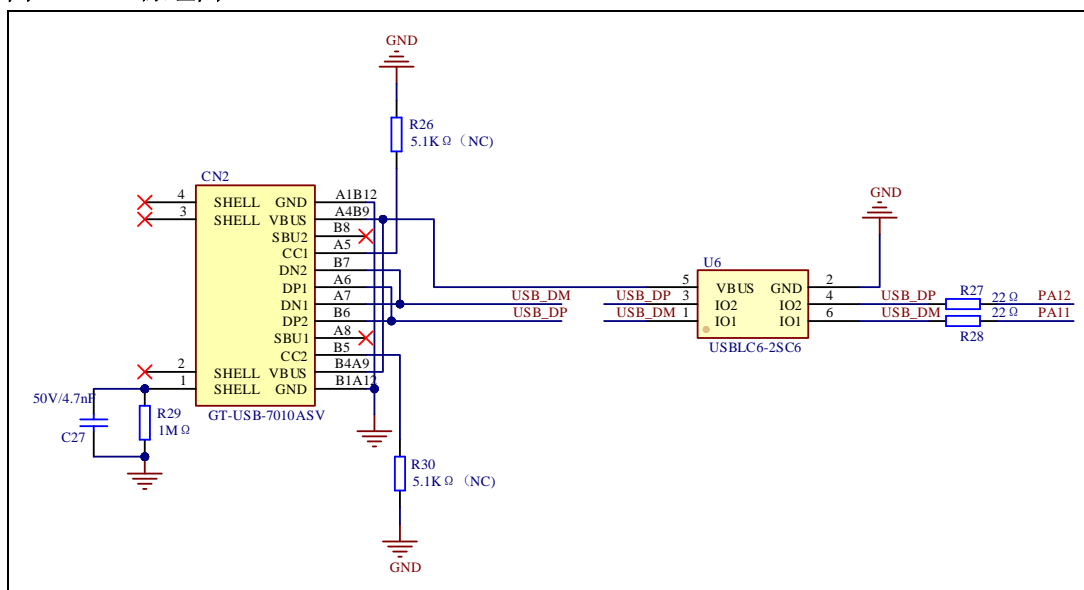 GND
R26
5.1KΩ（NC)
CN2
4 SHELL GND A1B12
3 SHELL VBUS A4B9
SBU2 B8
CC1 A5
DN2 B7
DP1 A6
DN1 A7
DP2 B6
SBU1 A8
CC2 B5
2 SHELL VBUS B4A9
1 SHELL GND B1A12
GT-USB-7010ASV
50V/4.7nF
C27
R29
1MΩ
R30
5.1KΩ（NC)
GND
USB_DM
USB_DP
GND
U6
USB_DP 3 IO2
USB_DM 1 IO1
5 VBUS GND 2
IO2 4 USB_DP
IO1 6 USB_DM
USBLC6-2SC6
R27
22Ω PA12
22Ω PA11
R28